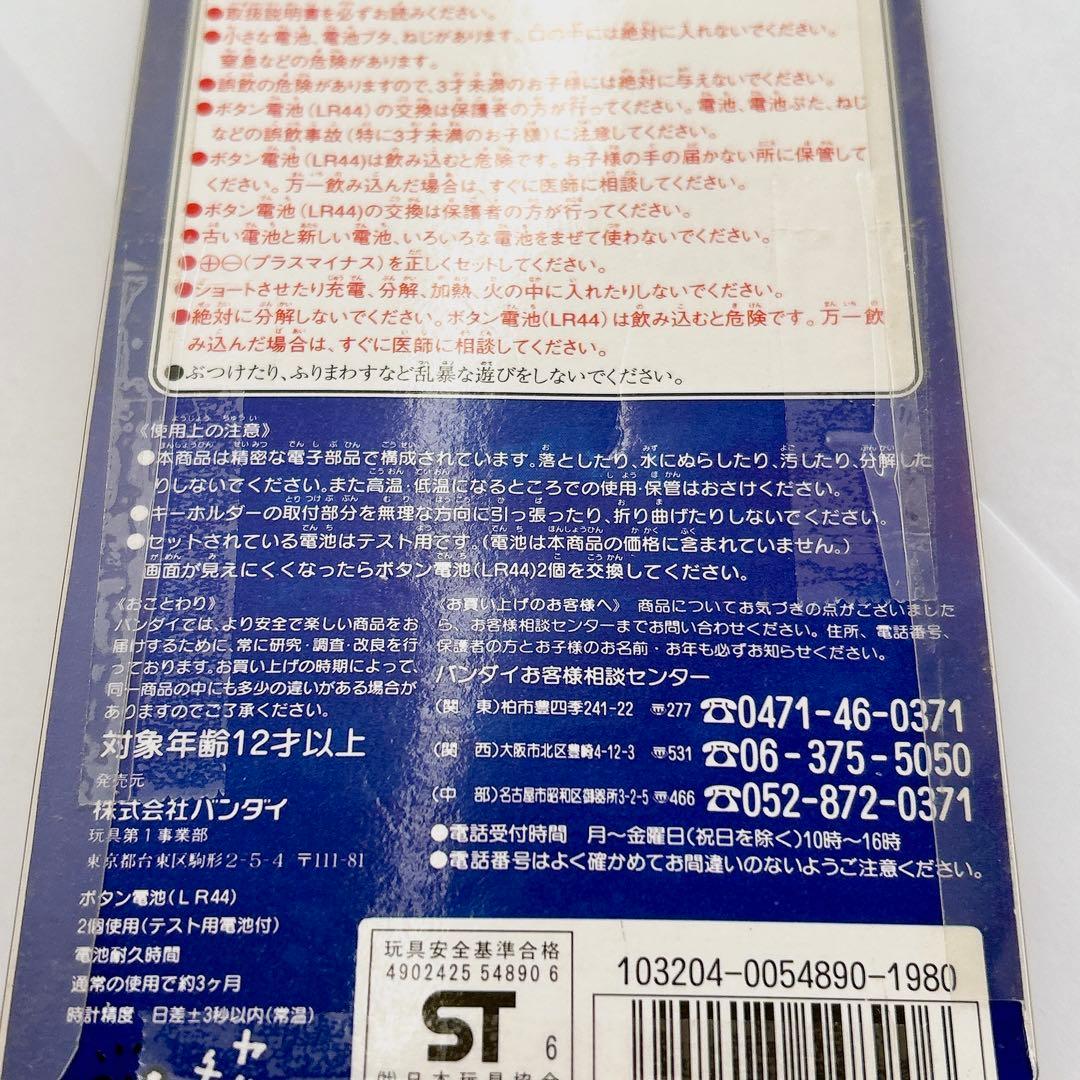 ●取扱説明書を必ずお読みください。
●小さな電池、電池ブタ、ねじがあります。口の中には絶対に入れないでください。
窒息などの危険があります。
●誤飲の危険がありますので、3才未満のお子様には絶対に与えないでください。
●ボタン電池(LR44)の交換は保護者の方が行ってください。電池、電池ぶた、ねじ
などの誤飲事故(特に3才未満のお子様)に注意してください。
●ボタン電池(LR44)は飲み込むと危険です。お子様の手の届かない所に保管して
ください。万一飲み込んだ場合は、すぐに医師に相談してください。
●ボタン電池(LR44)の交換は保護者の方が行ってください。
●古い電池と新しい電池、いろいろな電池をまぜて使わないでください。
●⊕⊖(プラスマイナス)を正しくセットしてください。
●ショートさせたり充電、分解、加熱、火の中に入れたりしないでください。
●絶対に分解しないでください。ボタン電池(LR44)は飲み込むと危険です。万一飲
み込んだ場合は、すぐに医師に相談してください。
●ぶつけたり、ふりまわすなど乱暴な遊びをしないでください。
《使用上の注意》
●本商品は精密な電子部品で構成されています。落としたり、水にぬらしたり、汚したり、分解した
りしないでください。また高温・低温になるところでの使用・保管はおさけください。
●キーホルダーの取付部分を無理な方向に引っ張ったり、折り曲げたりしないでください。
●セットされている電池はテスト用です。(電池は本商品の価格に含まれていません。)
画面が見えにくくなったらボタン電池(LR44)2個を交換してください。
《おことわり》
バンダイでは、より安全で楽しい商品をお
届けするために、常に研究・調査・改良を行
っております。お買い上げの時期によって、
同一商品の中にも多少の違いがある場合が
ありますのでご了承ください。
対象年齢12才以上
発売元
株式会社バンダイ
玩具第1事業部
東京都台東区駒形2-5-4 〒111-81
ボタン電池(LR44)
2個使用(テスト用電池付)
電池耐久時間
通常の使用で約3ヶ月
時計精度 日差±3秒以内(常温)
《お買い上げのお客様へ》 商品についてお気づきの点がございました
ら、お客様相談センターまでお問い合わせください。住所、電話番号、
保護者の方とお子様のお名前・お年も必ずお知らせください。
バンダイお客様相談センター
(関 東)柏市豊四季241-22 〒277 ☎0471-46-0371
(関 西)大阪市北区豊崎4-12-3 〒531 ☎06-375-5050
(中 部)名古屋市昭和区御器所3-2-5 〒466 ☎052-872-0371
●電話受付時間 月〜金曜日(祝日を除く)10時〜16時
●電話番号はよく確かめてお間違いのないようご注意ください。
玩具安全基準合格
4902425 54890 6
ST 6
㈳日本玩具協会
103204-0054890-1980